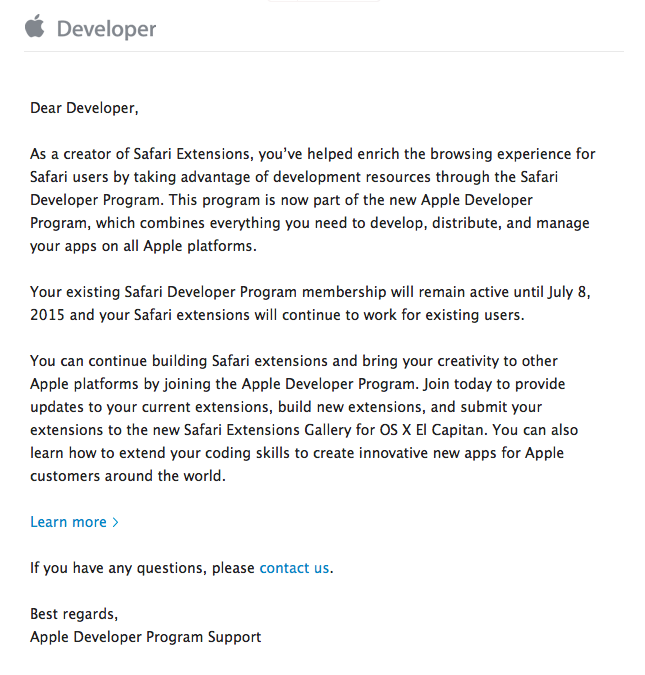 Developer
Dear Developer,
As a creator of Safari Extensions, you’ve helped enrich the browsing experience for
Safari users by taking advantage of development resources through the Safari
Developer Program. This program is now part of the new Apple Developer
Program, which combines everything you need to develop, distribute, and manage
your apps on all Apple platforms.
Your existing Safari Developer Program membership will remain active until July 8,
2015 and your Safari extensions will continue to work for existing users.
You can continue building Safari extensions and bring your creativity to other
Apple platforms by joining the Apple Developer Program. Join today to provide
updates to your current extensions, build new extensions, and submit your
extensions to the new Safari Extensions Gallery for OS X El Capitan. You can also
learn how to extend your coding skills to create innovative new apps for Apple
customers around the world.
Learn more >
If you have any questions, please contact us.
Best regards,
Apple Developer Program Support